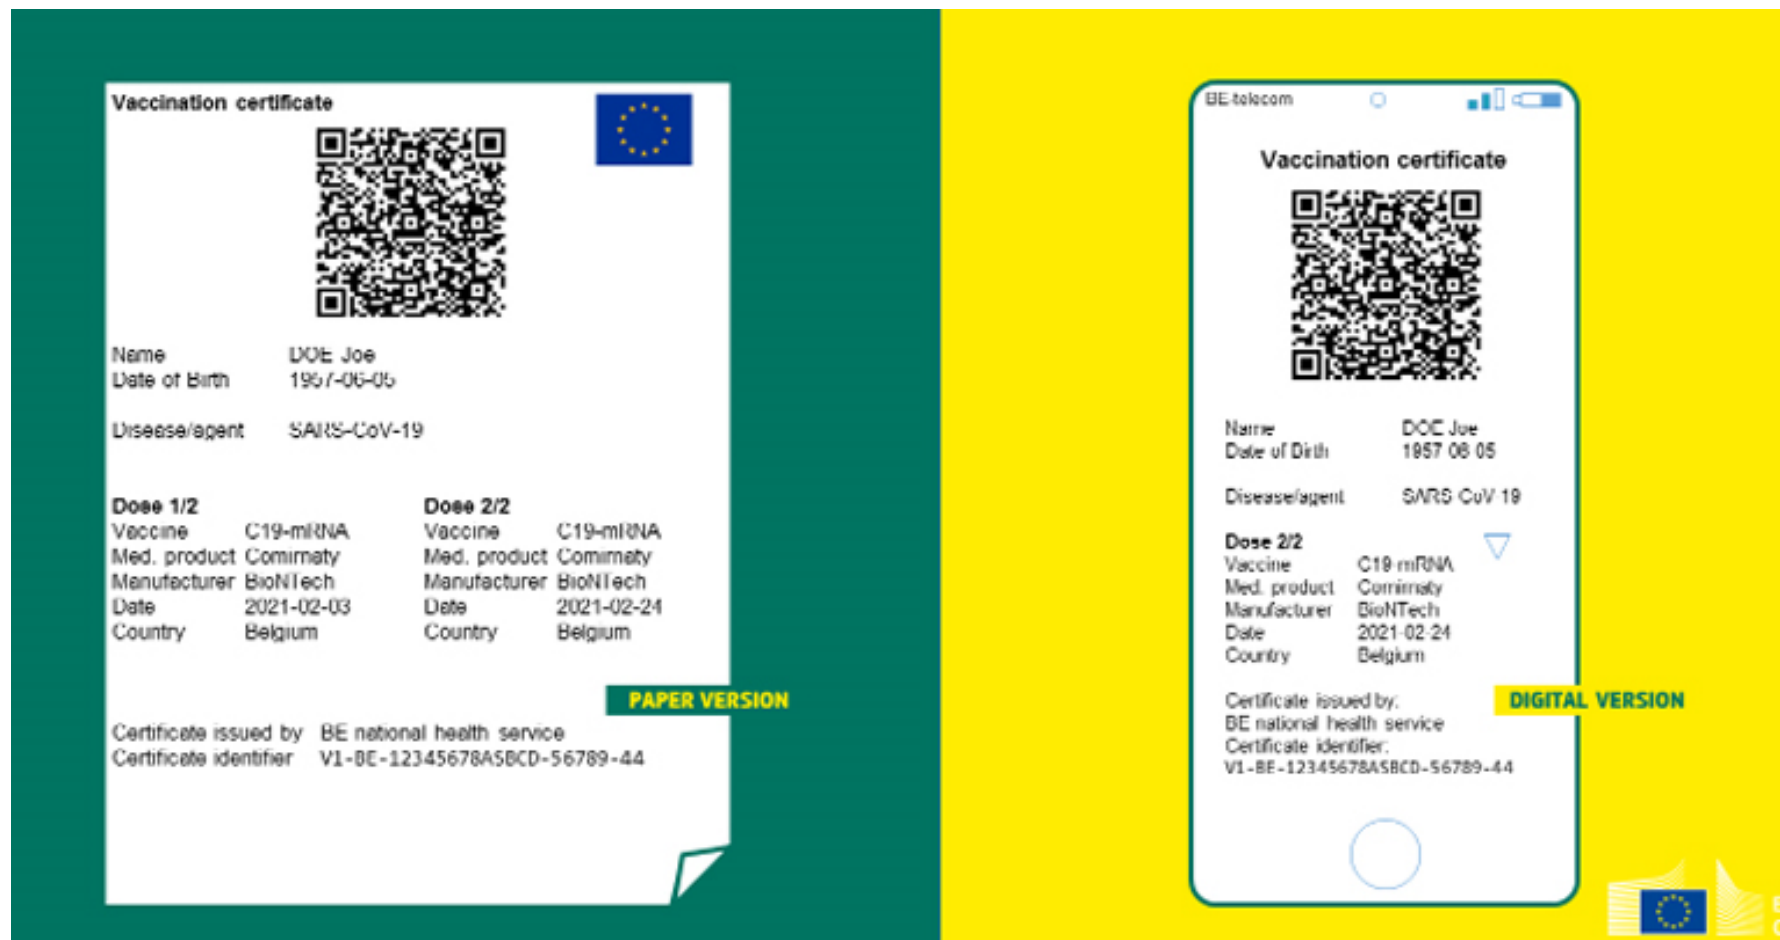 Vaccination certificate
Name DOE Joe
Date of Birth 1957-06-05
Disease/agent SARS-CoV-19
Dose 1/2 Dose 2/2
Vaccine C19-mRNA Vaccine C19-mRNA
Med. product Comirnaty Med. product Comirnaty
Manufacturer BioNTech Manufacturer BioNTech
Date 2021-02-03 Date 2021-02-24
Country Belgium Country Belgium
PAPER VERSION
Certificate issued by BE national health service
Certificate identifier V1-BE-12345678ASBCD-56789-44
BE-telecom
Vaccination certificate
Name DOE Joe
Date of Birth 1957-06-05
Disease/agent SARS-CoV-19
Dose 2/2
Vaccine C19-mRNA
Med. product Comirnaty
Manufacturer BioNTech
Date 2021-02-24
Country Belgium
DIGITAL VERSION
Certificate issued by:
BE national health service
Certificate identifier:
V1-BE-12345678ASBCD-56789-44